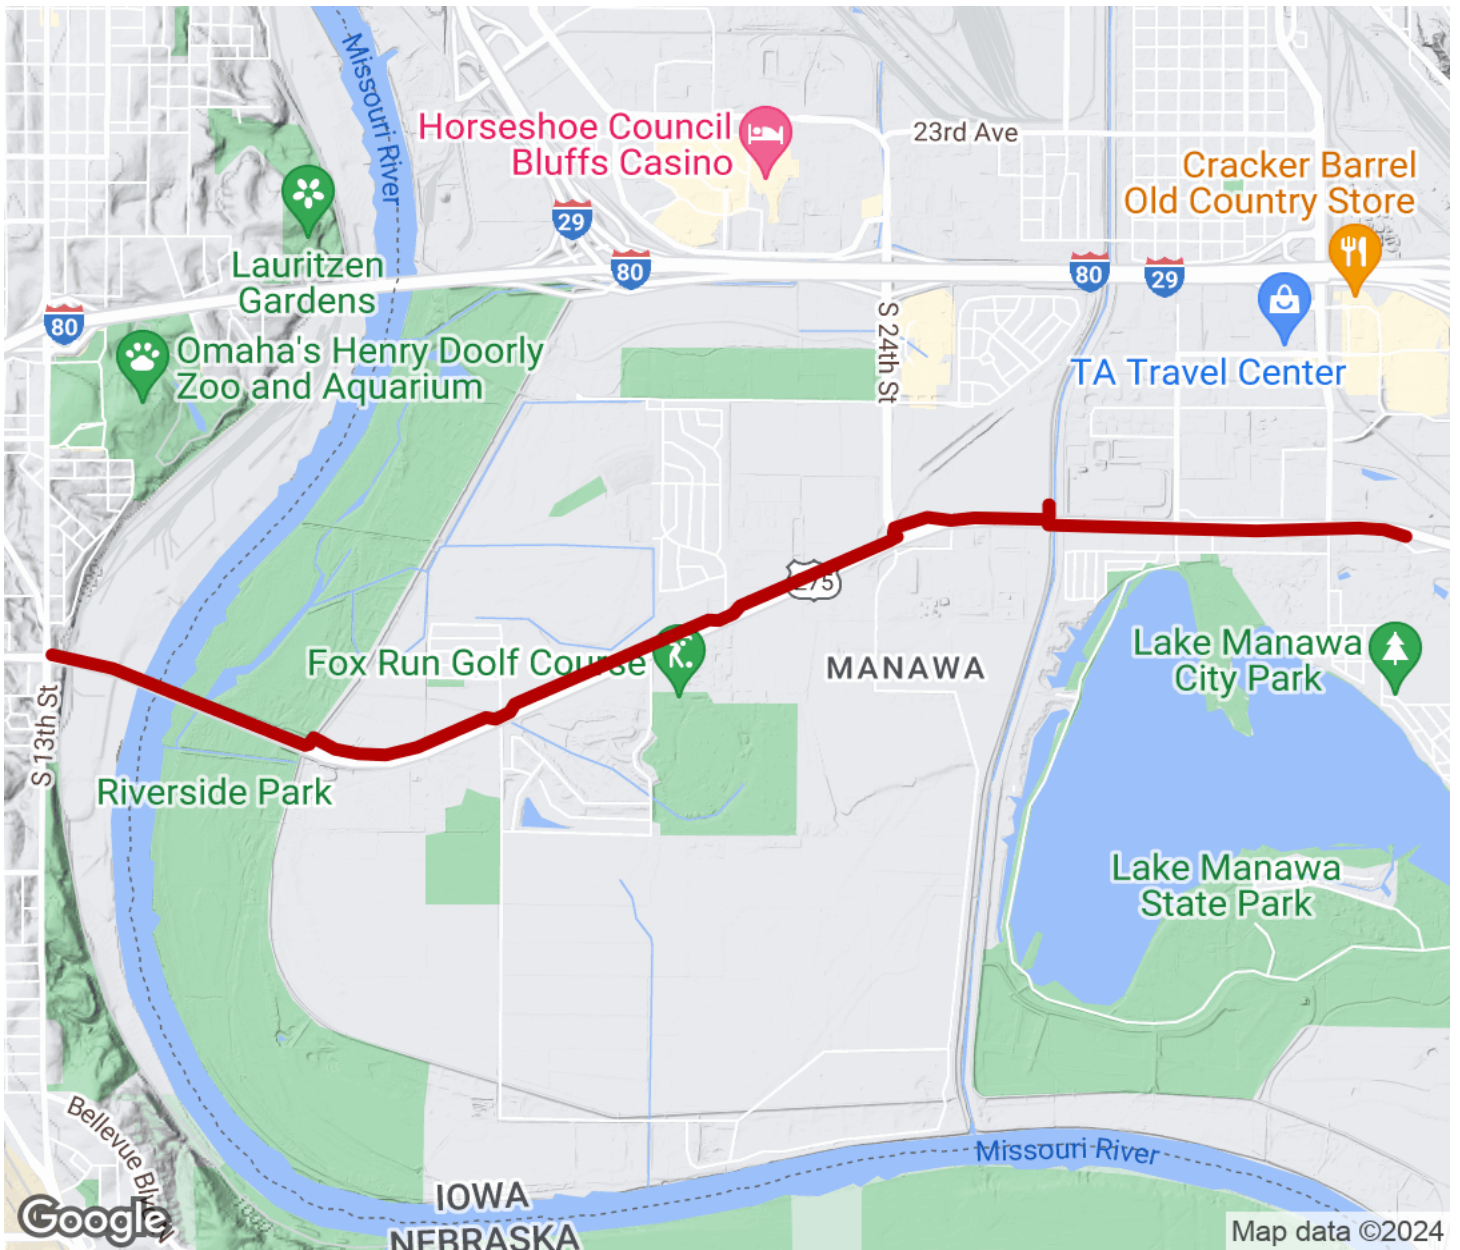 Missouri River
Horseshoe Council
Bluffs Casino
23rd Ave
Cracker Barrel
Old Country Store
29
80
80
29
Lauritzen
Gardens
80
Omaha's Henry Doorly
Zoo and Aquarium
S 24th St
TA Travel Center
275
Fox Run Golf Course
MANAWA
Lake Manawa
City Park
S 13th St
Riverside Park
Lake Manawa
State Park
Bellevue Blvd N
Missouri River
IOWA
NEBRASKA
Google
Map data ©2024